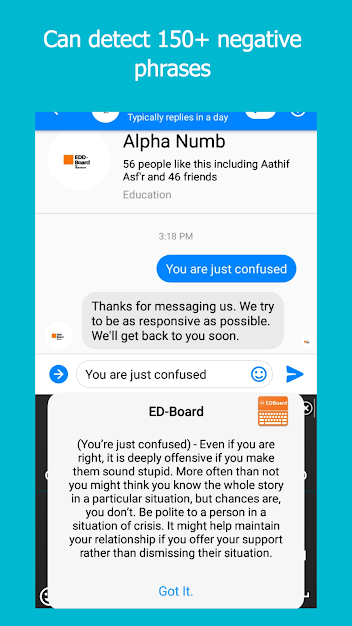 Can detect 150+ negative
phrases
Typically replies in a day
EDD-
Board
Alpha Numb
56 people like this including Aathif
Asf'r and 46 friends
Education
3:18 PM
You are just confused
Thanks for messaging us. We try
to be as responsive as possible.
We'll get back to you soon.
You are just confused
EDBoard
ED-Board
(You’re just confused) - Even if you are
right, it is deeply offensive if you make
them sound stupid. More often than not
you might think you know the whole story
in a particular situation, but chances are,
you don’t. Be polite to a person in a
situation of crisis. It might help maintain
your relationship if you offer your support
rather than dismissing their situation.
Got It.